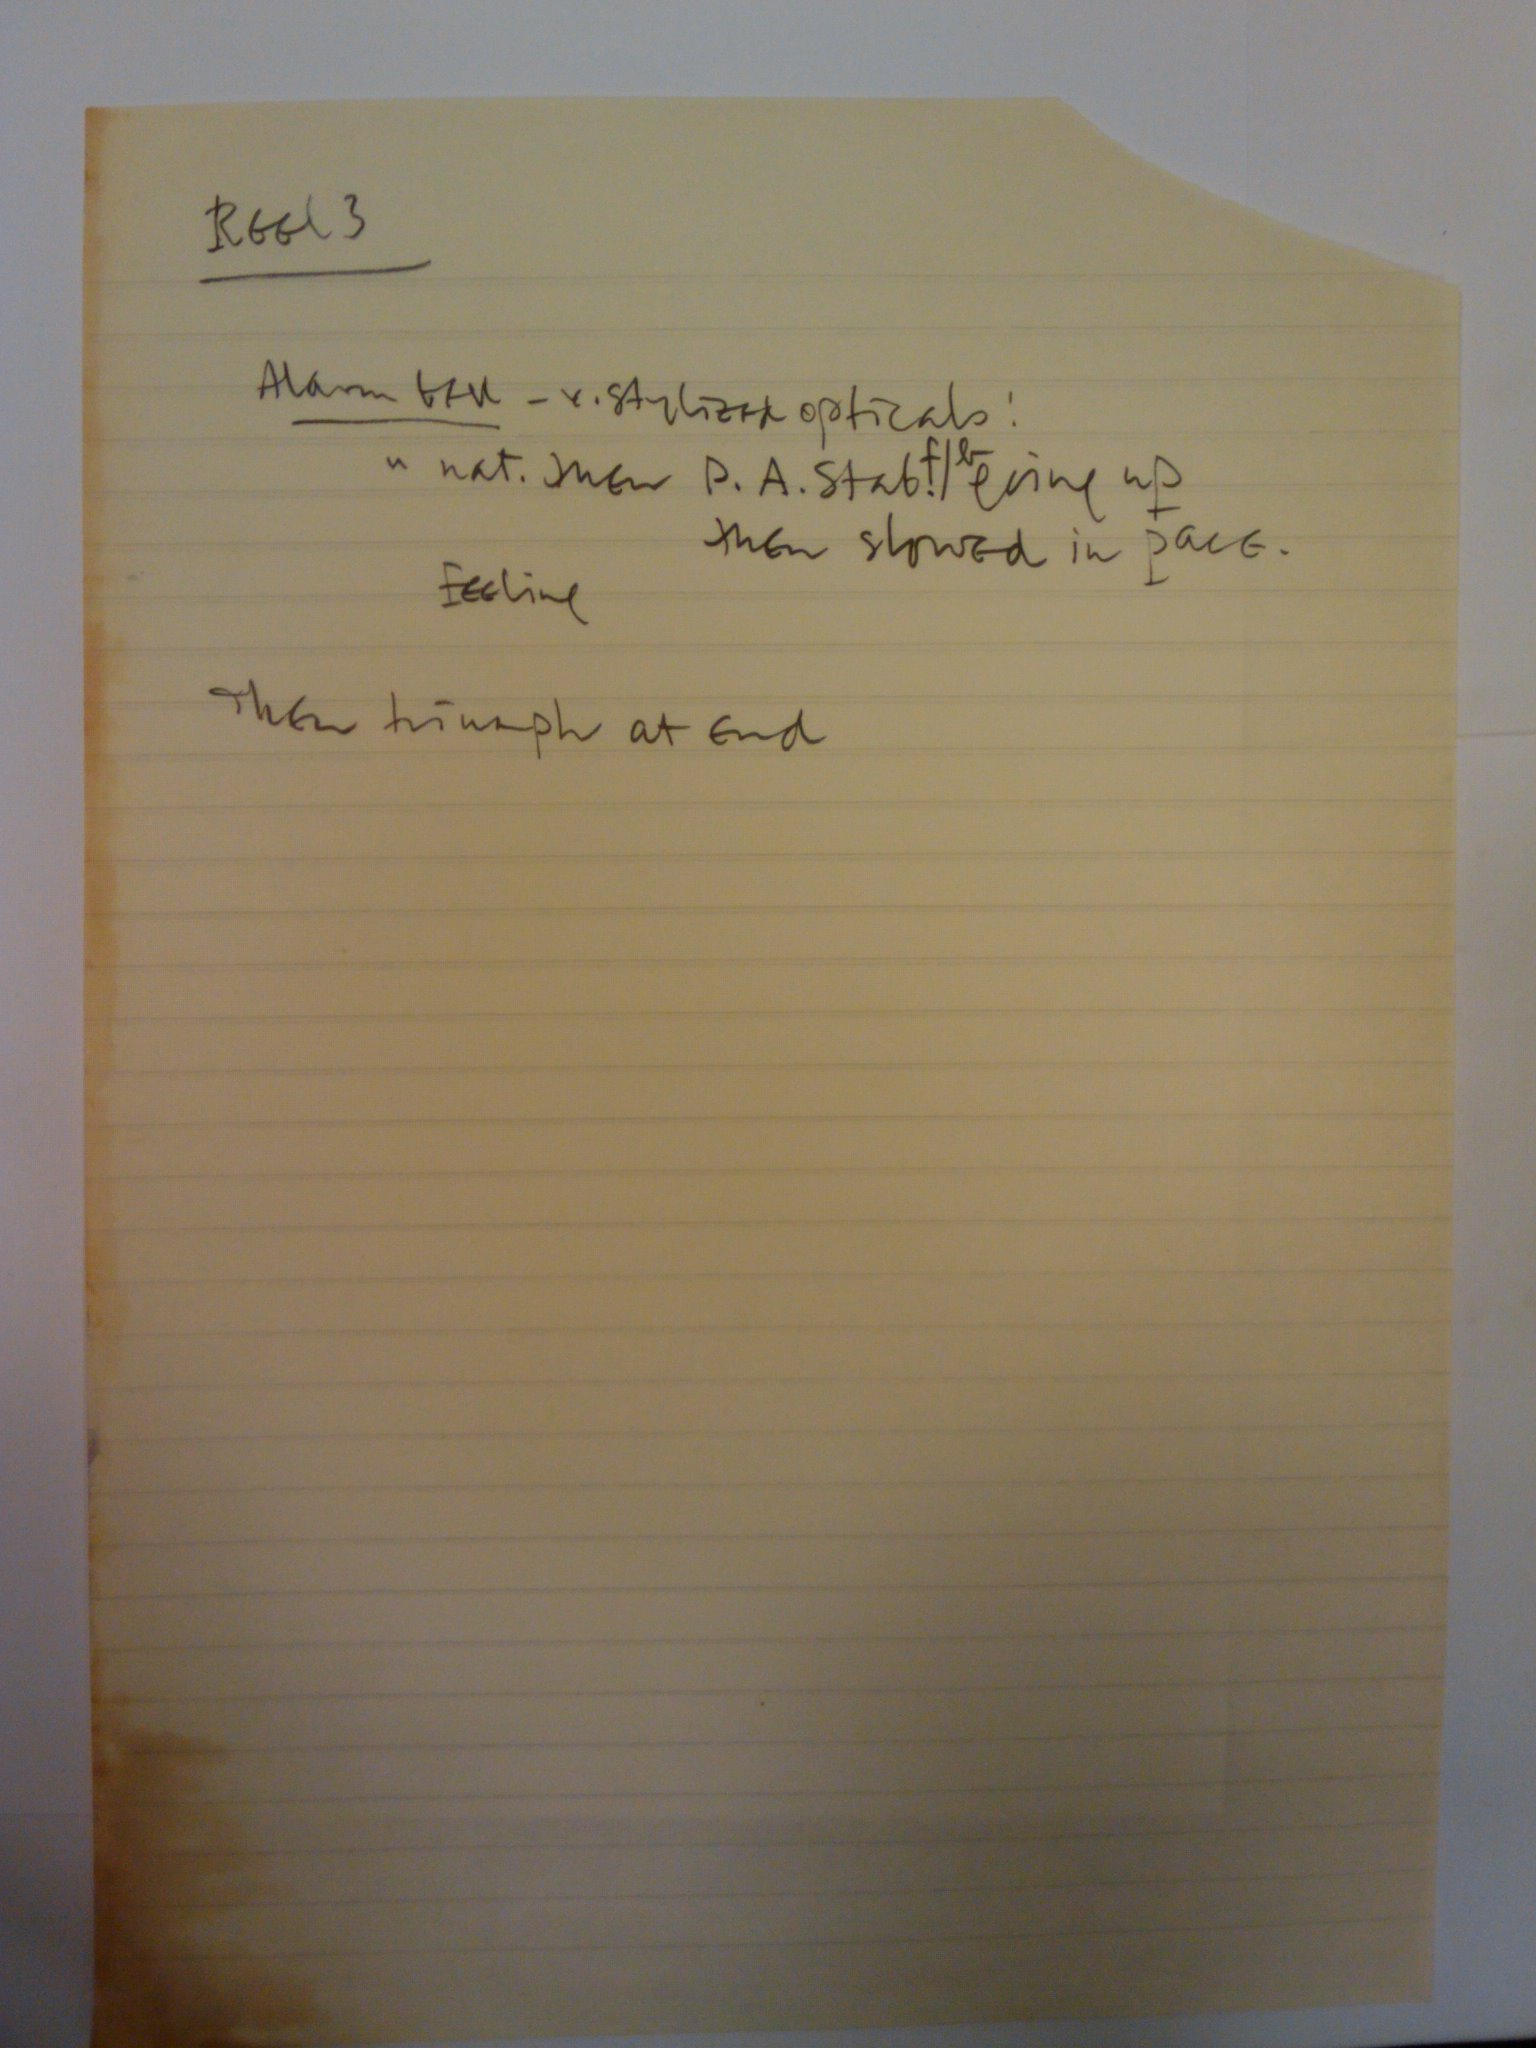 Reel 3
Alarm bell - v. stylized opticals!
" nat. then P. A. Stab. f/b going up
then slowed in pace.
Feeling
Then triumph at end